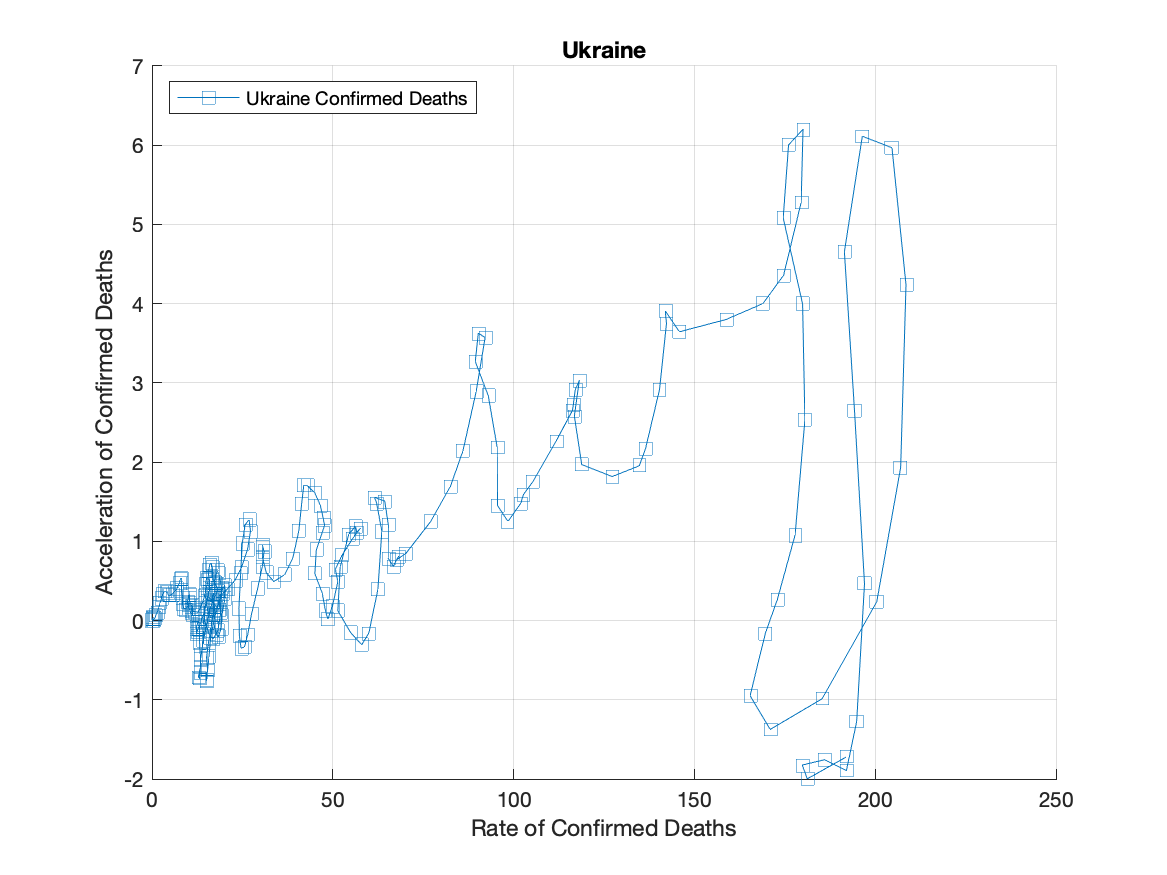 Ukraine
Ukraine Confirmed Deaths
7
6
5
4
3
2
1
0
-1
-2
Acceleration of Confirmed Deaths
0 50 100 150 200 250
Rate of Confirmed Deaths